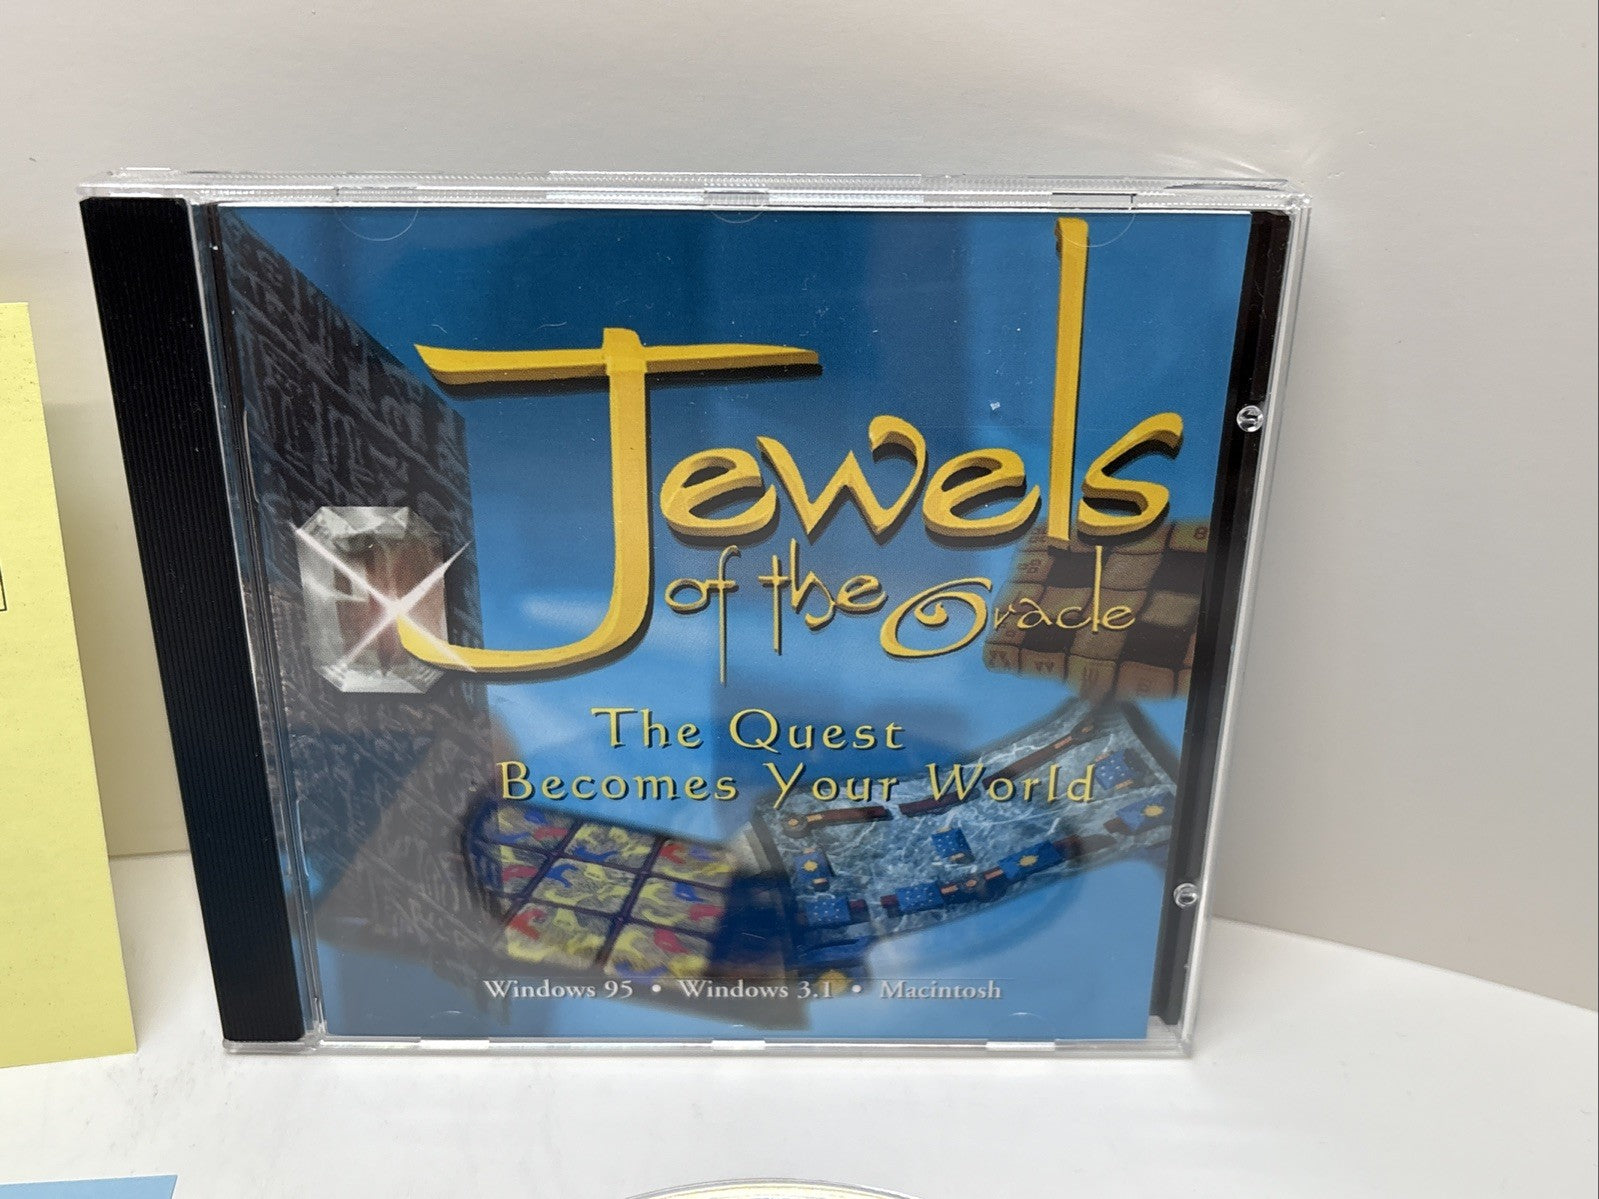 Jewels
of the Oracle
The Quest
Becomes Your World
Windows 95 • Windows 3.1 • Macintosh